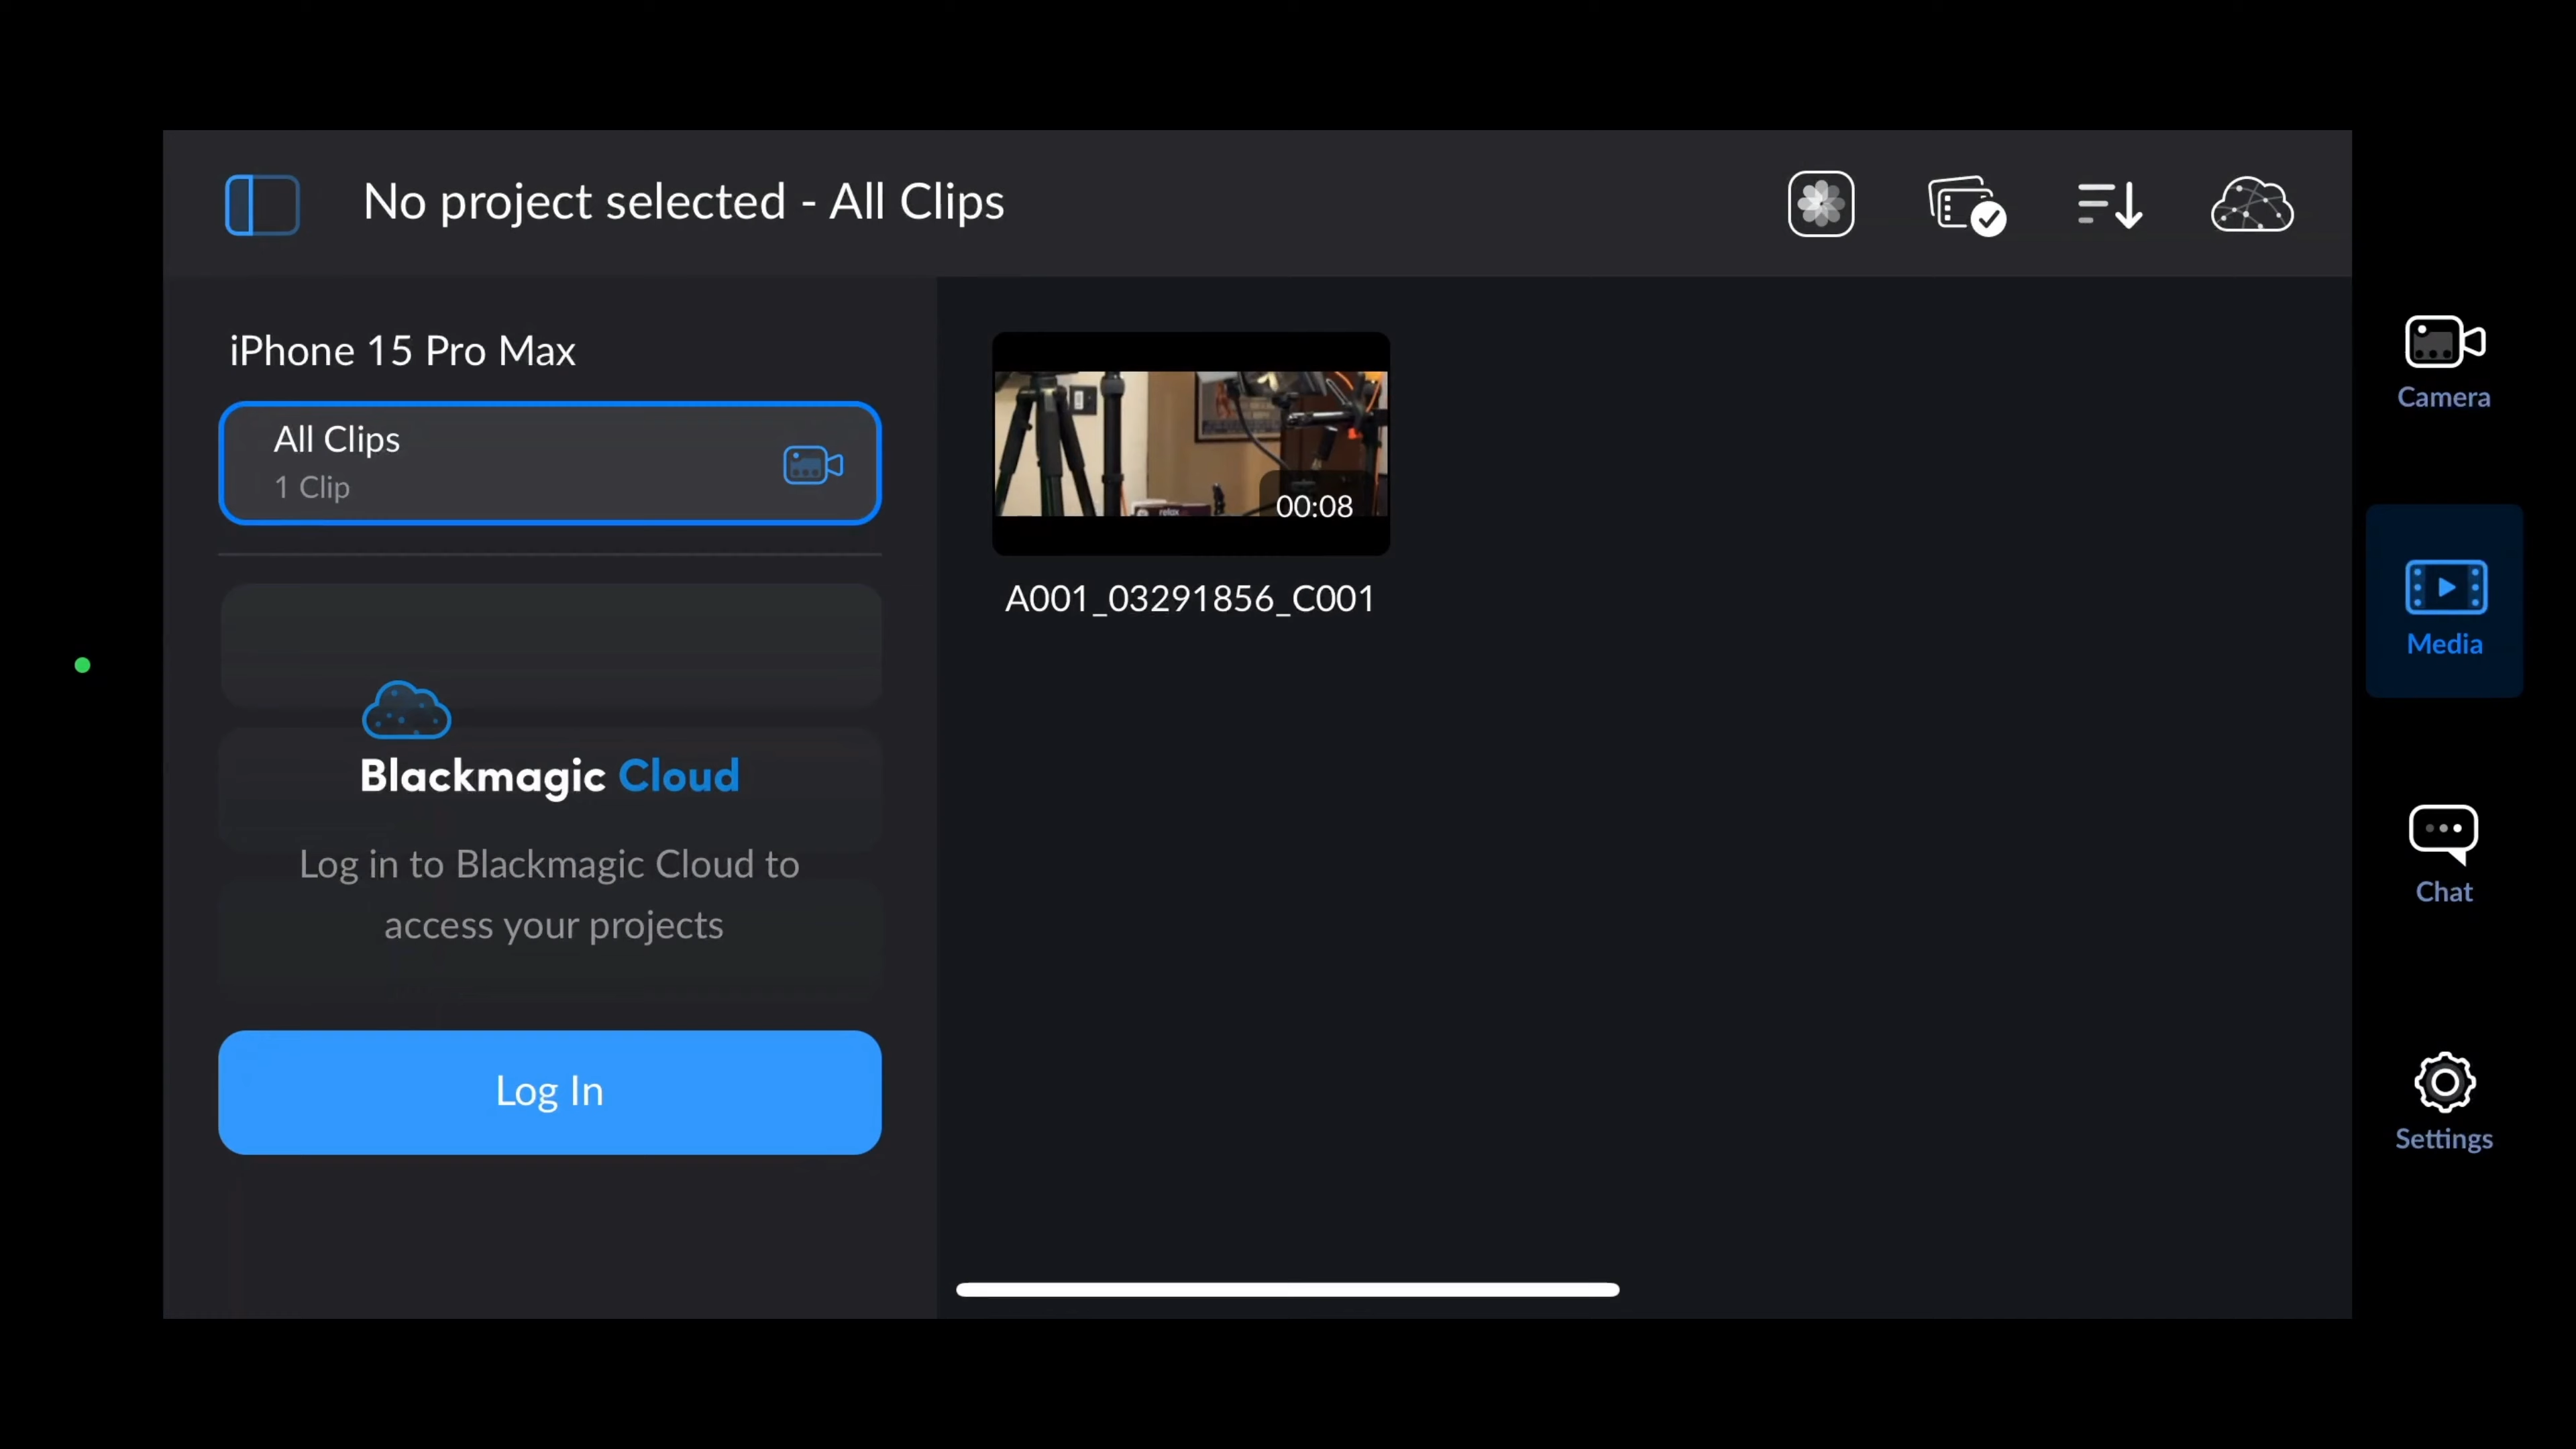 No project selected - All Clips
iPhone 15 Pro Max
All Clips
1 Clip
Blackmagic Cloud
Log in to Blackmagic Cloud to
access your projects
Log In
relax
00:08
A001_03291856_C001
Camera
Media
Chat
Settings